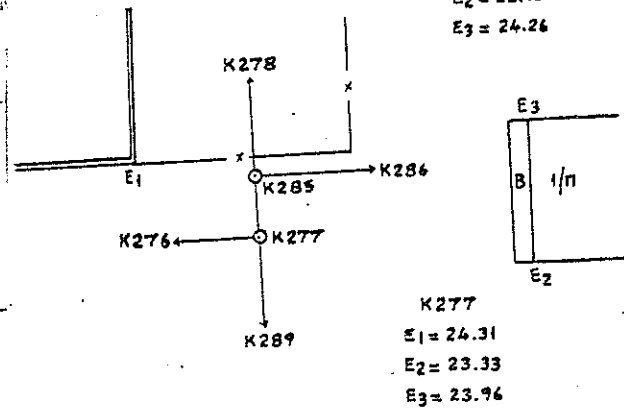 E3 = 24.26
K278
x
E3
x
E1
K285
K286
B
1/П
K276
K277
E2
K289
K277
E1 = 24.31
E2 = 23.33
E3 = 23.96